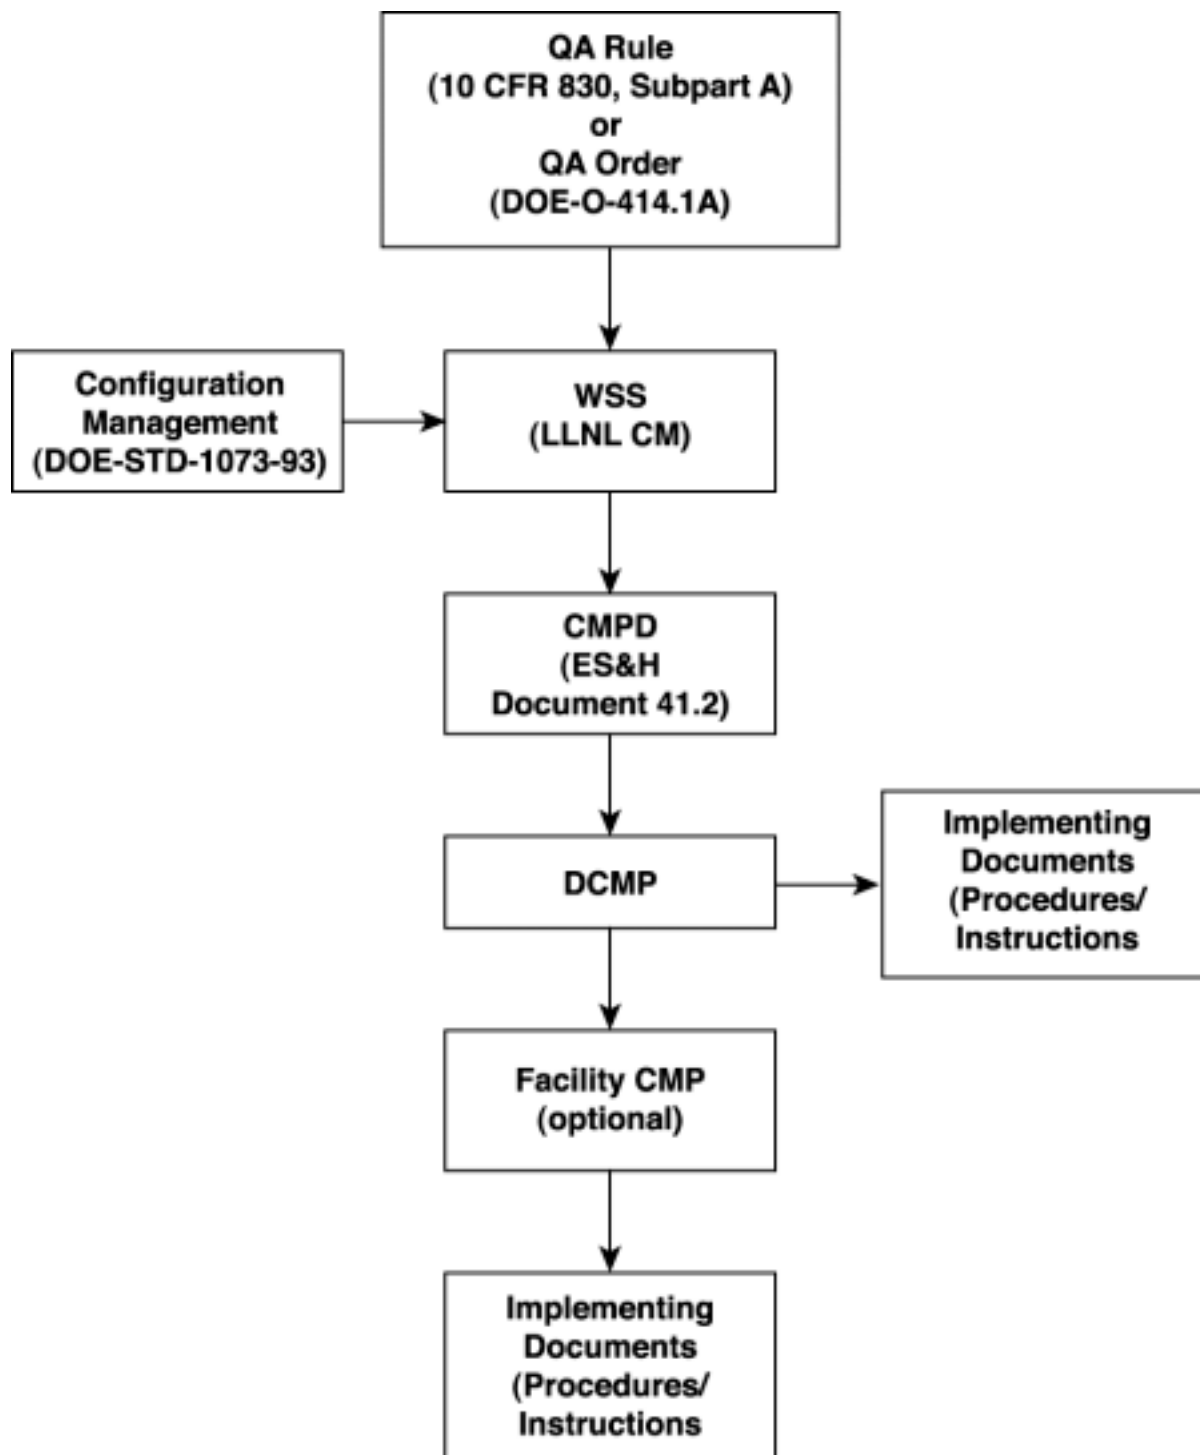 QA Rule
(10 CFR 830, Subpart A)
or
QA Order
(DOE-O-414.1A)
Configuration
Management
(DOE-STD-1073-93)
WSS
(LLNL CM)
CMPD
(ES&H
Document 41.2)
DCMP
Implementing
Documents
(Procedures/
Instructions
Facility CMP
(optional)
Implementing
Documents
(Procedures/
Instructions